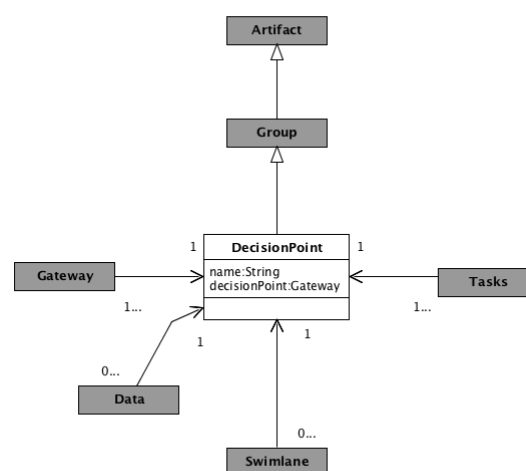 Artifact
Group
1
DecisionPoint
1
name:String
decisionPoint:Gateway
Gateway
Tasks
1...
1...
1
1
0...
Data
0...
Swimlane